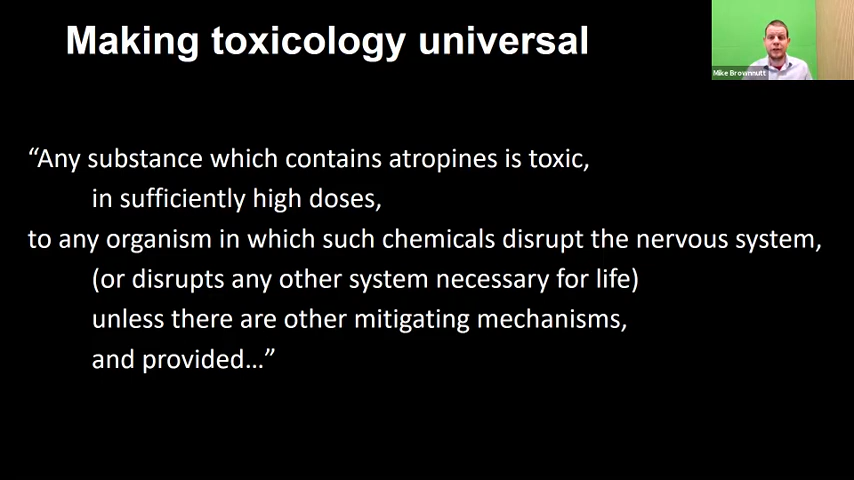 Making toxicology universal
Mike Brownnutt
“Any substance which contains atropines is toxic,
in sufficiently high doses,
to any organism in which such chemicals disrupt the nervous system,
(or disrupts any other system necessary for life)
unless there are other mitigating mechanisms,
and provided…”